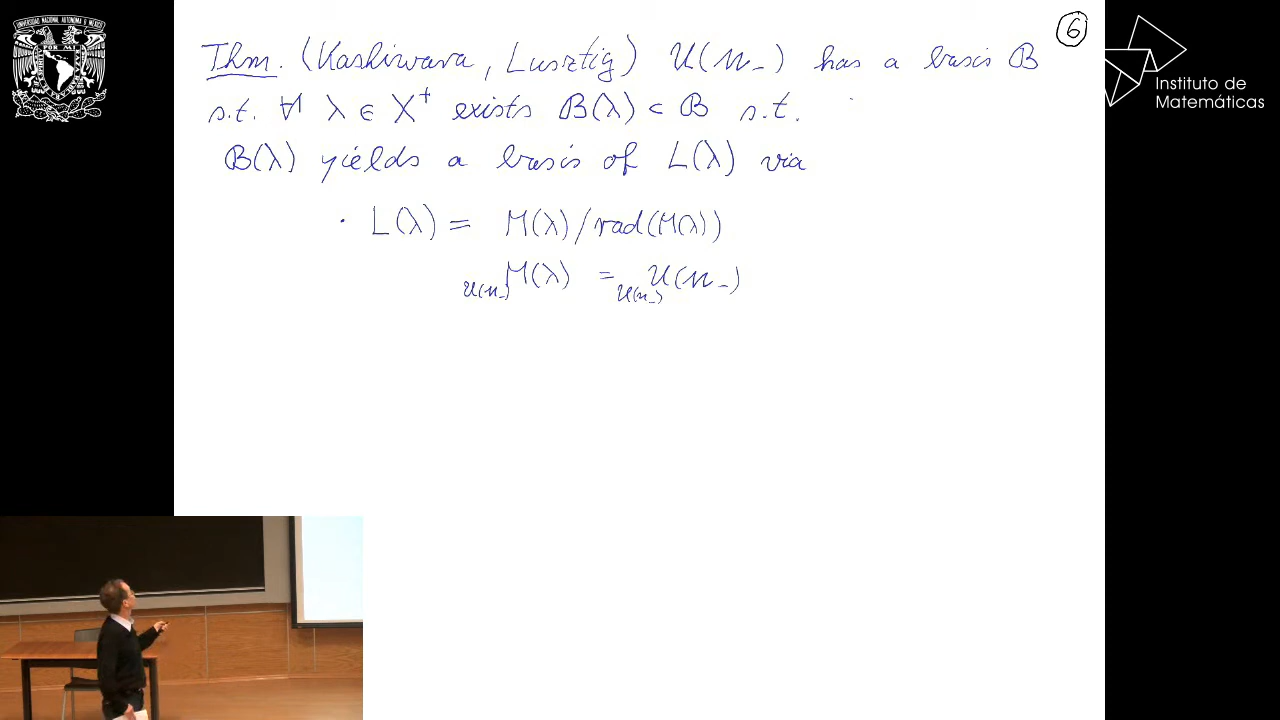 6
Thm. (Kashiwara, Lusztig) U(n₋) has a basis B
s.t. ∀ λ ∈ X⁺ exists B(λ) ⊂ B s.t.
B(λ) yields a basis of L(λ) via
· L(λ) = M(λ)/rad(M(λ))
U(n₋) M(λ) = U(n₋) U(n₋)
Instituto de
Matemáticas